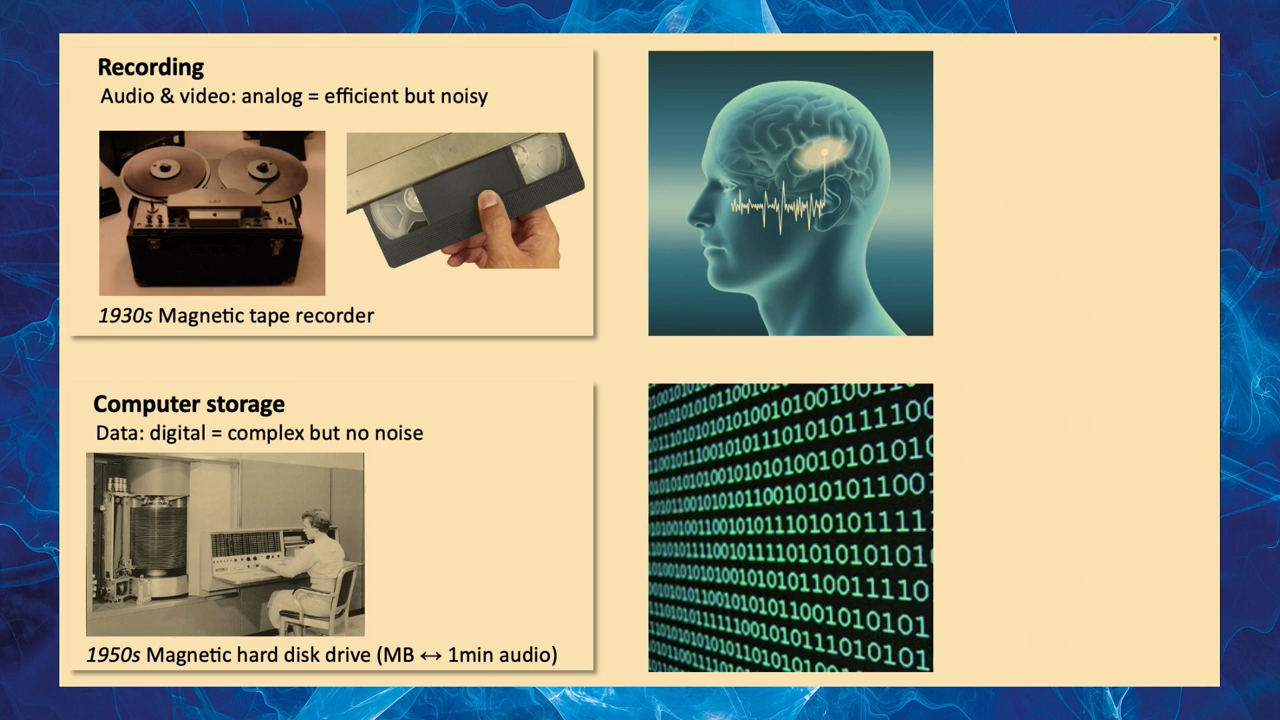 Recording
Audio & video: analog = efficient but noisy
1930s Magnetic tape recorder
Computer storage
Data: digital = complex but no noise
1950s Magnetic hard disk drive (MB ↔ 1min audio)